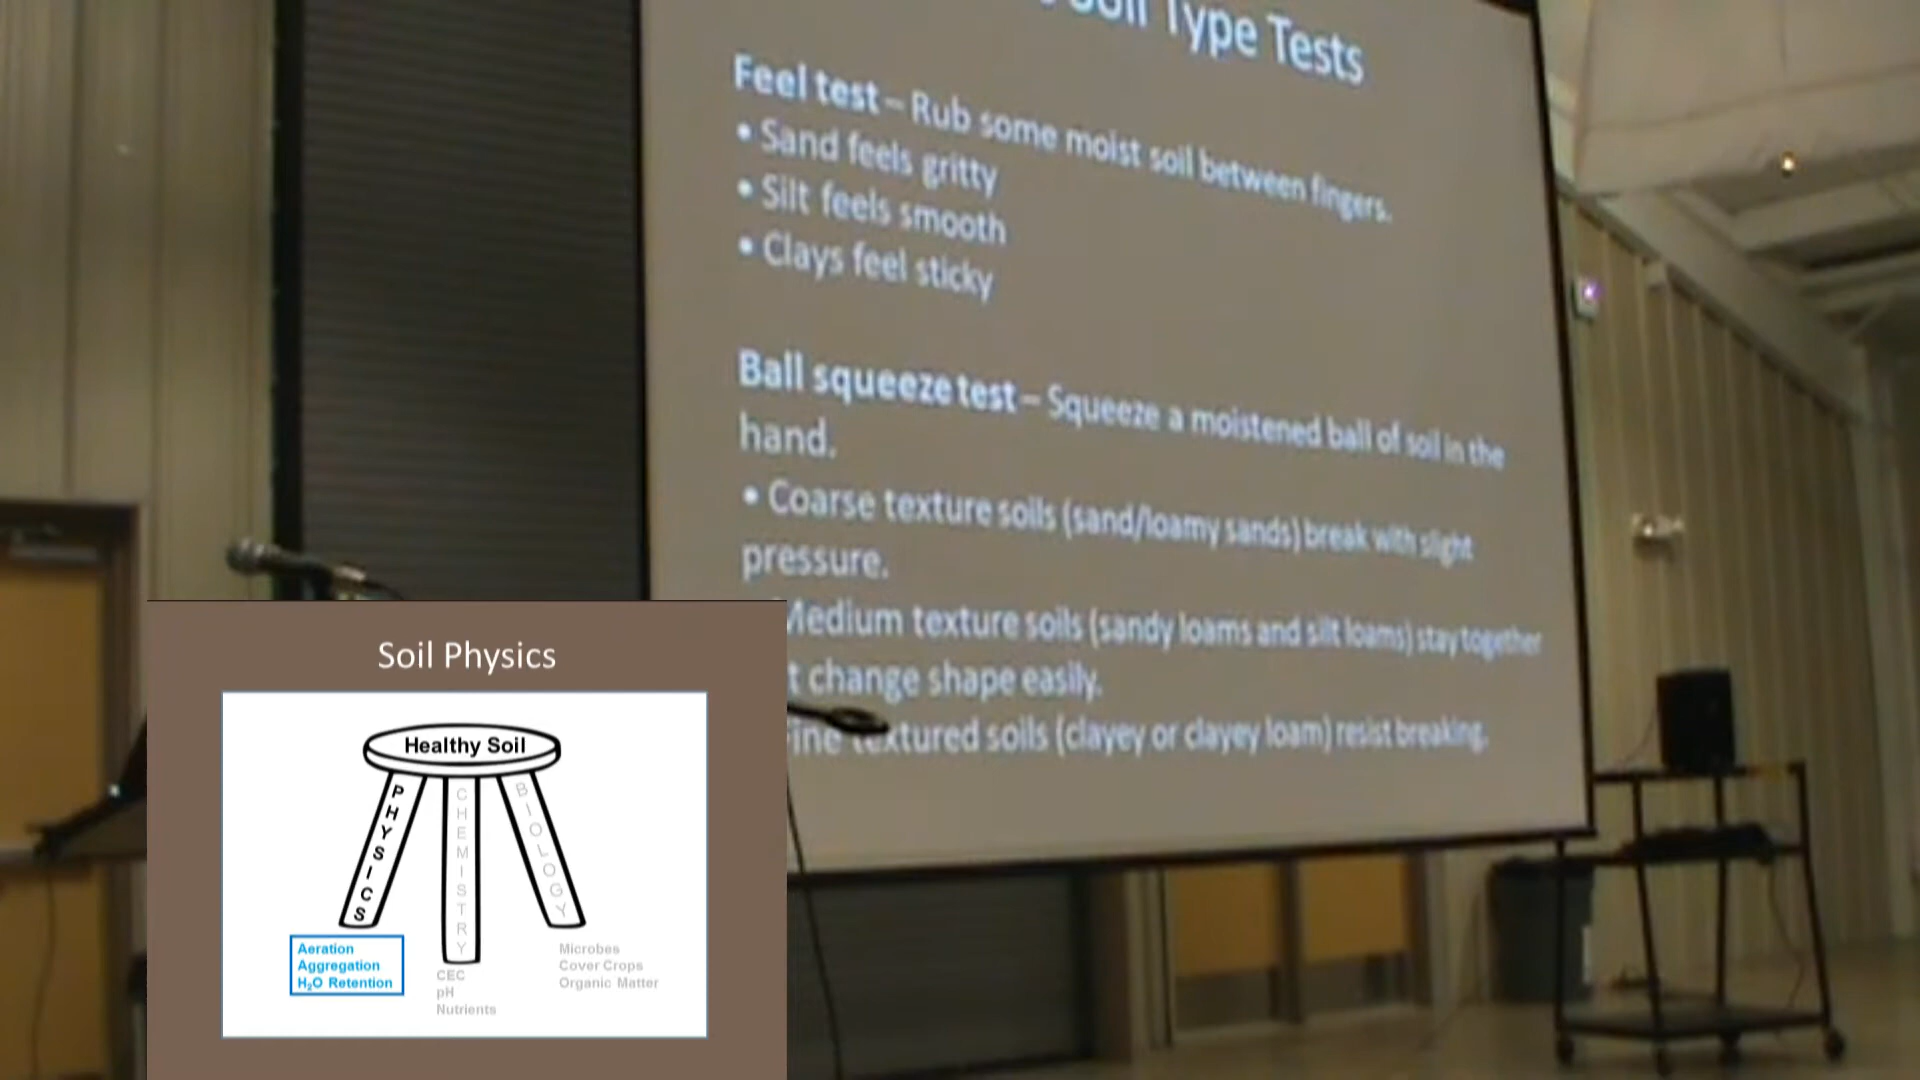 Soil Type Tests
Feel test – Rub some moist soil between fingers.
• Sand feels gritty
• Silt feels smooth
• Clays feel sticky
Ball squeeze test – Squeeze a moistened ball of soil in the
hand.
• Coarse texture soils (sand/loamy sands) break with slight
pressure.
Medium texture soils (sandy loams and silt loams) stay together
t change shape easily.
textured soils (clayey or clayey loam) resist breaking.
Soil Physics
Healthy Soil
PHYSICS
CHEMISTRY
BIOLOGY
Aeration
Aggregation
H₂O Retention
CEC
pH
Nutrients
Microbes
Cover Crops
Organic Matter